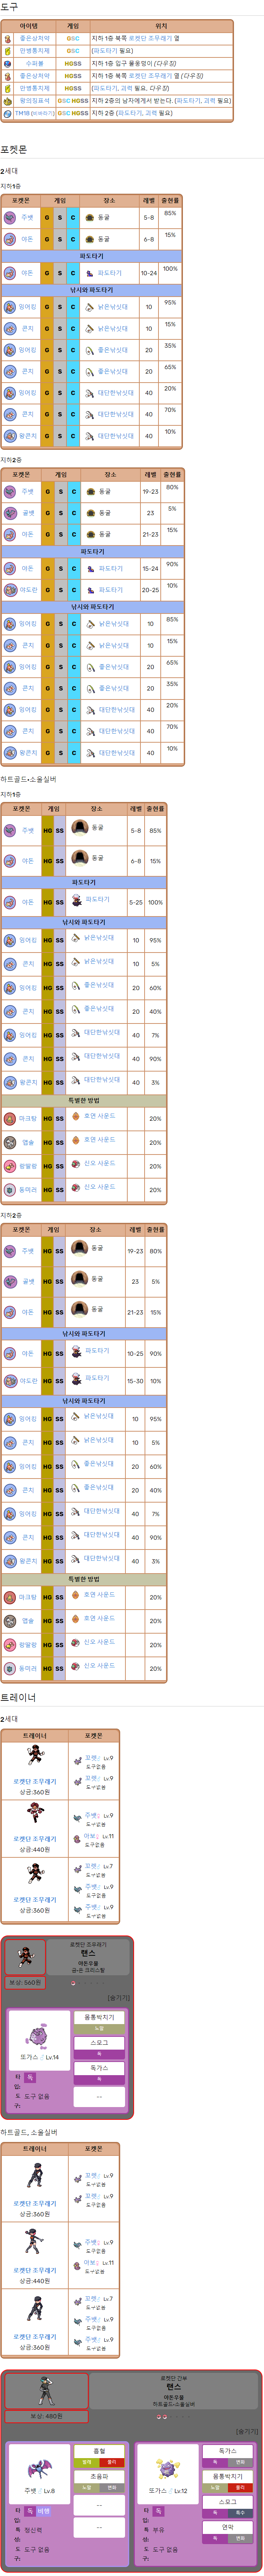 도구
아이템 게임 위치
좋은상처약 GSC 지하 1층 북쪽 로켓단 조무래기 옆
만병통치제 GSC (파도타기 필요)
수퍼볼 HGSS 지하 1층 입구 물웅덩이 (다우징)
좋은상처약 HGSS 지하 1층 북쪽 로켓단 조무래기 옆 (다우징)
만병통치제 HGSS (파도타기, 괴력 필요. 다우징)
왕의징표석 GSC HGSS 지하 2층의 남자에게서 받는다. (파도타기, 괴력 필요)
TM18 (비바라기) GSC HGSS 지하 2층 (파도타기, 괴력 필요)
포켓몬
2세대
지하1층
포켓몬 게임 장소 레벨 출현률
주뱃 G S C 동굴 5-8 85%
야돈 G S C 동굴 6-8 15%
파도타기
야돈 G S C 파도타기 10-24 100%
낚시와 파도타기
잉어킹 G S C 낡은낚싯대 10 95%
콘치 G S C 낡은낚싯대 10 15%
잉어킹 G S C 좋은낚싯대 20 35%
콘치 G S C 좋은낚싯대 20 65%
잉어킹 G S C 대단한낚싯대 40 20%
콘치 G S C 대단한낚싯대 40 70%
왕콘치 G S C 대단한낚싯대 40 10%
지하2층
포켓몬 게임 장소 레벨 출현률
주뱃 G S C 동굴 19-23 80%
골뱃 G S C 동굴 23 5%
야돈 G S C 동굴 21-23 15%
파도타기
야돈 G S C 파도타기 15-24 90%
야도란 G S C 파도타기 20-25 10%
낚시와 파도타기
잉어킹 G S C 낡은낚싯대 10 85%
콘치 G S C 낡은낚싯대 10 15%
잉어킹 G S C 좋은낚싯대 20 65%
콘치 G S C 좋은낚싯대 20 35%
잉어킹 G S C 대단한낚싯대 40 20%
콘치 G S C 대단한낚싯대 40 70%
왕콘치 G S C 대단한낚싯대 40 10%
하트골드•소울실버
지하1층
포켓몬 게임 장소 레벨 출현률
주뱃 HG SS 동굴 5-8 85%
야돈 HG SS 동굴 6-8 15%
파도타기
야돈 HG SS 파도타기 5-25 100%
낚시와 파도타기
잉어킹 HG SS 낡은낚싯대 10 95%
콘치 HG SS 낡은낚싯대 10 5%
잉어킹 HG SS 좋은낚싯대 20 60%
콘치 HG SS 좋은낚싯대 20 40%
잉어킹 HG SS 대단한낚싯대 40 7%
콘치 HG SS 대단한낚싯대 40 90%
왕콘치 HG SS 대단한낚싯대 40 3%
특별한 방법
마크탕 HG SS 호연 사운드 20%
앱솔 HG SS 호연 사운드 20%
랑딸랑 HG SS 신오 사운드 20%
동미러 HG SS 신오 사운드 20%
지하2층
포켓몬 게임 장소 레벨 출현률
주뱃 HG SS 동굴 19-23 80%
골뱃 HG SS 동굴 23 5%
야돈 HG SS 동굴 21-23 15%
낚시와 파도타기
야돈 HG SS 파도타기 10-25 90%
야도란 HG SS 파도타기 15-30 10%
낚시와 파도타기
잉어킹 HG SS 낡은낚싯대 10 95%
콘치 HG SS 낡은낚싯대 10 5%
잉어킹 HG SS 좋은낚싯대 20 60%
콘치 HG SS 좋은낚싯대 20 40%
잉어킹 HG SS 대단한낚싯대 40 7%
콘치 HG SS 대단한낚싯대 40 90%
왕콘치 HG SS 대단한낚싯대 40 3%
특별한 방법
마크탕 HG SS 호연 사운드 20%
앱솔 HG SS 호연 사운드 20%
랑딸랑 HG SS 신오 사운드 20%
동미러 HG SS 신오 사운드 20%
트레이너
2세대
트레이너 포켓몬
로켓단 조무래기
상금:360원
꼬렛♂ Lv.9
도구없음
꼬렛♂ Lv.9
도구없음
로켓단 조무래기
상금:440원
주뱃♀ Lv.9
도구없음
아보♀ Lv.11
도구없음
로켓단 조무래기
상금:360원
꼬렛♂ Lv.7
도구없음
주뱃♂ Lv.9
도구없음
주뱃♂ Lv.9
도구없음
로켓단 조무래기
랜스
야돈우물
금·은·크리스탈
보상: 560원
[숨기기]
또가스♂ Lv.14
타입: 독
도구: 도구 없음
몸통박치기
노말
스모그
독
독가스
독
--
하트골드, 소울실버
트레이너 포켓몬
로켓단 조무래기
상금:360원
꼬렛♂ Lv.9
도구없음
꼬렛♂ Lv.9
도구없음
로켓단 조무래기
상금:440원
주뱃♀ Lv.9
도구없음
아보♀ Lv.11
도구없음
로켓단 조무래기
상금:360원
꼬렛♂ Lv.7
도구없음
주뱃♂ Lv.9
도구없음
주뱃♂ Lv.9
도구없음
로켓단 간부
랜스
야돈우물
하트골드·소울실버
보상: 480원
[숨기기]
주뱃♂ Lv.8
타입: 독 비행
특성: 정신력
도구: 도구 없음
흡혈
벌레 물리
초음파
노말 변화
--
--
또가스♂ Lv.12
타입: 독
특성: 부유
도구: 도구 없음
독가스
독 변화
몸통박치기
노말 물리
스모그
독 특수
연막
독 변화